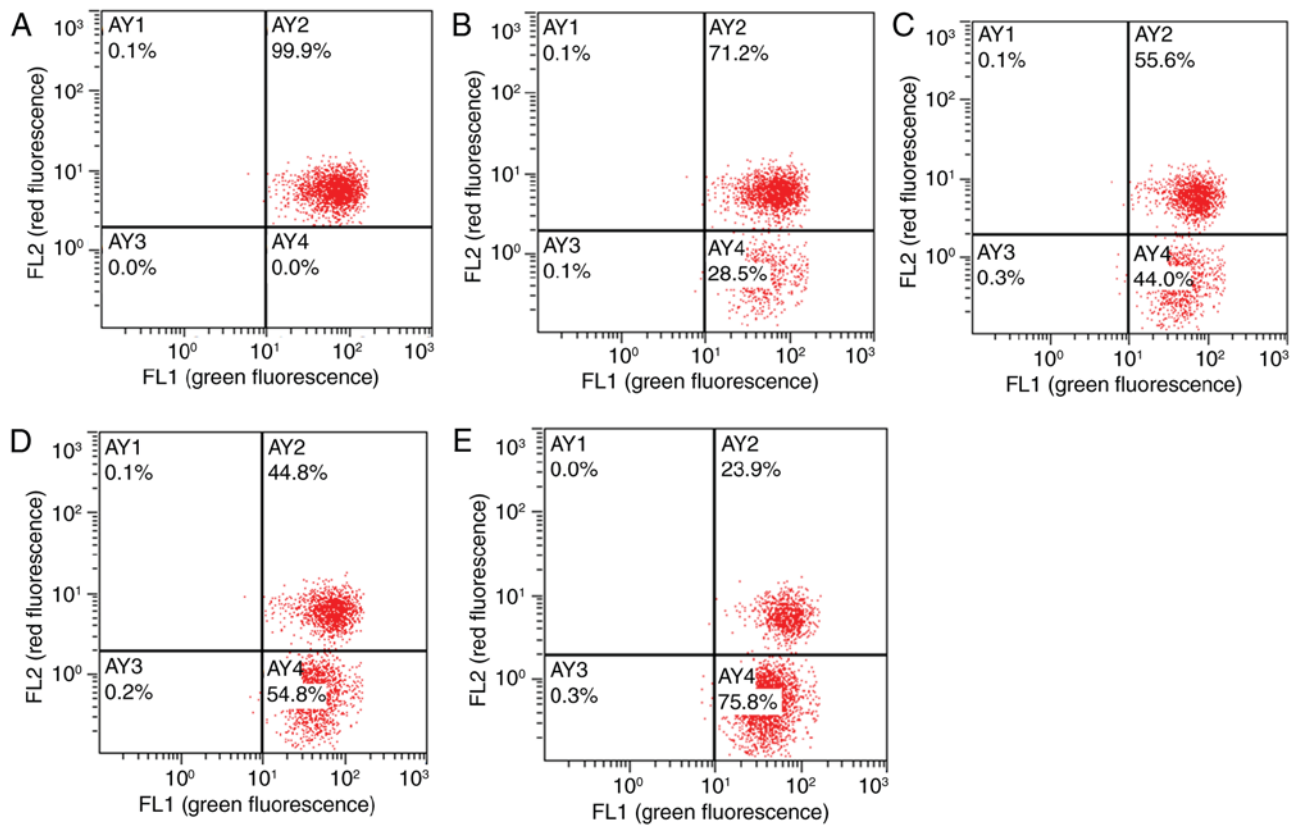 A
AY1
0.1%
AY2
99.9%
AY3
0.0%
AY4
0.0%
10³
10²
10¹
10⁰
10⁰ 10¹ 10² 10³
FL2 (red fluorescence)
FL1 (green fluorescence)
B
AY1
0.1%
AY2
71.2%
AY3
0.1%
AY4
28.5%
10³
10²
10¹
10⁰
10⁰ 10¹ 10² 10³
FL2 (red fluorescence)
FL1 (green fluorescence)
C
AY1
0.1%
AY2
55.6%
AY3
0.3%
AY4
44.0%
10³
10²
10¹
10⁰
10⁰ 10¹ 10² 10³
FL2 (red fluorescence)
FL1 (green fluorescence)
D
AY1
0.1%
AY2
44.8%
AY3
0.2%
AY4
54.8%
10³
10²
10¹
10⁰
10⁰ 10¹ 10² 10³
FL2 (red fluorescence)
FL1 (green fluorescence)
E
AY1
0.0%
AY2
23.9%
AY3
0.3%
AY4
75.8%
10³
10²
10¹
10⁰
10⁰ 10¹ 10² 10³
FL2 (red fluorescence)
FL1 (green fluorescence)